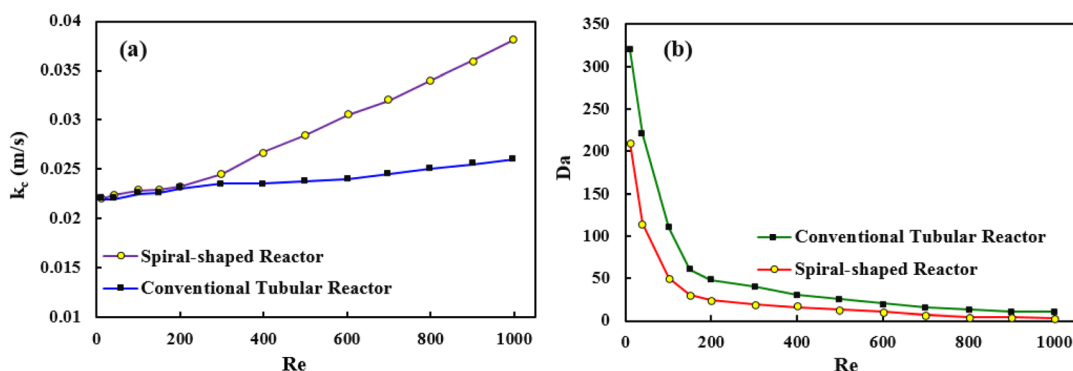 (a)
k_c (m/s)
0.04
0.035
0.03
0.025
0.02
0.015
0.01
Spiral-shaped Reactor
Conventional Tubular Reactor
0 200 400 600 800 1000
Re
(b)
Da
350
300
250
200
150
100
50
0
Conventional Tubular Reactor
Spiral-shaped Reactor
0 200 400 600 800 1000
Re